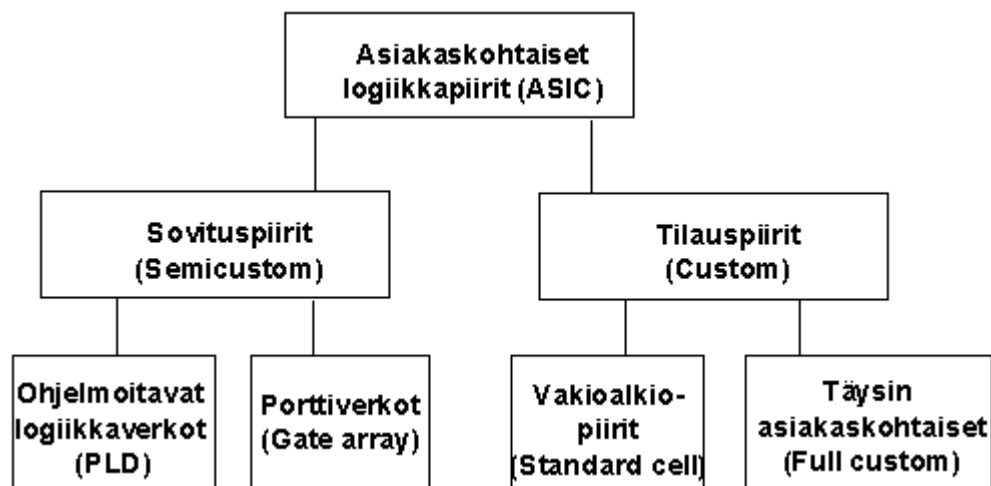 Asiakaskohtaiset
logiikkapiirit (ASIC)
Sovituspiirit
(Semicustom)
Tilauspiirit
(Custom)
Ohjelmoitavat
logiikkaverkot
(PLD)
Porttiverkot
(Gate array)
Vakioalkio-
piirit
(Standard cell)
Täysin
asiakaskohtaiset
(Full custom)